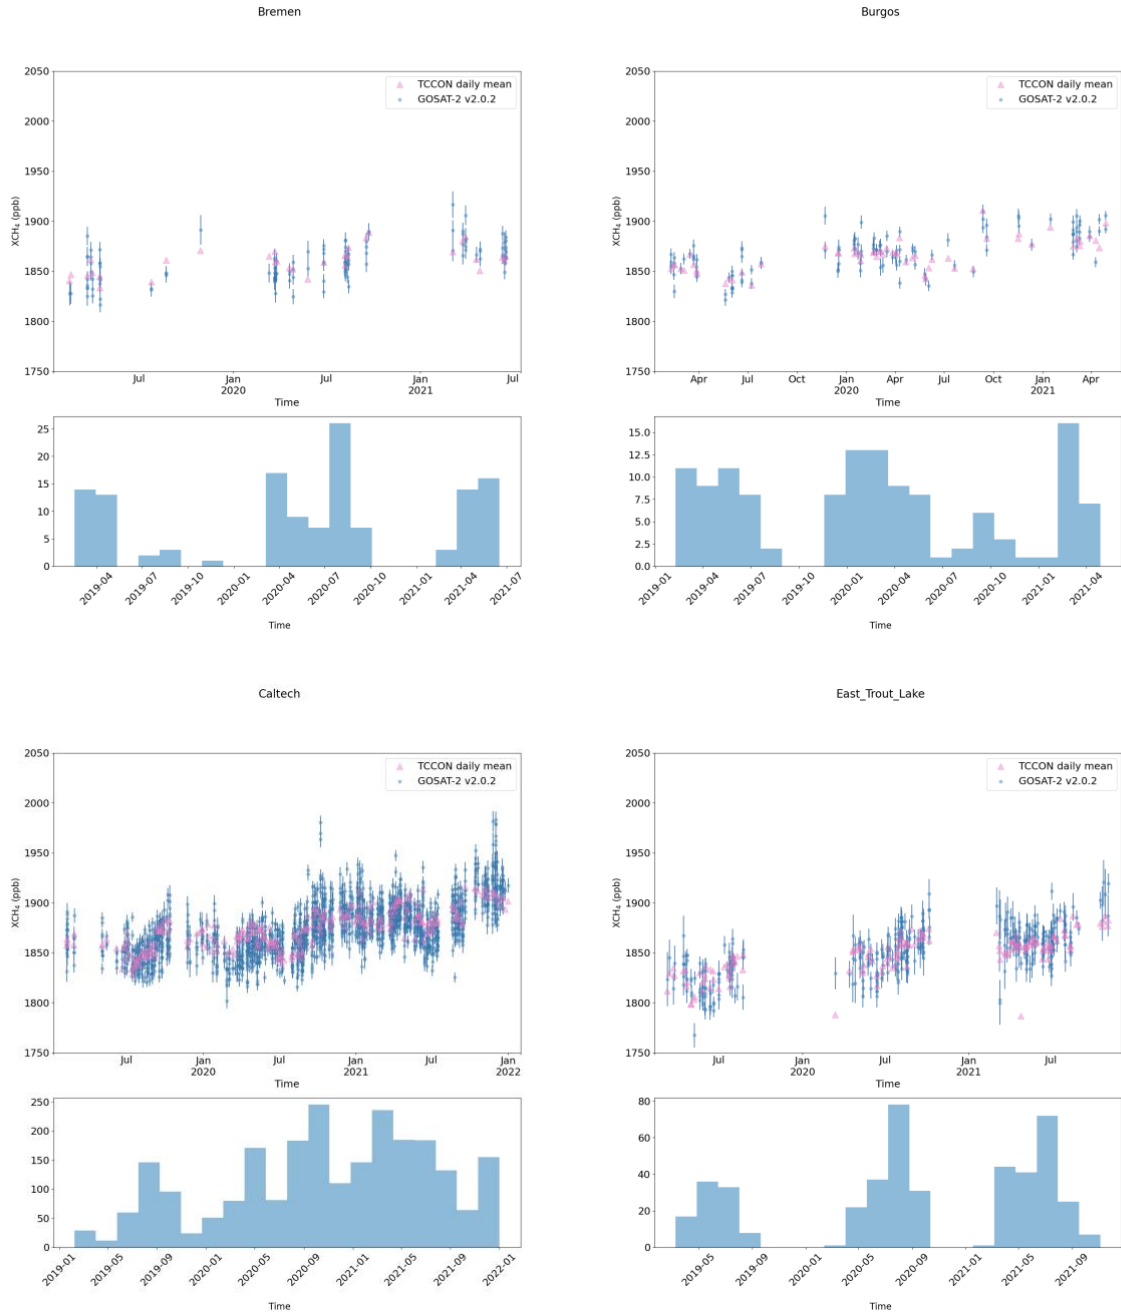 Bremen
2050
2000
1950
1900
1850
1800
1750
XCH₄ (ppb)
TCCON daily mean
GOSAT-2 v2.0.2
Jul
Jan
2020
Jul
Jan
2021
Jul
Time
25
20
15
10
5
0
2019-04
2019-07
2019-10
2020-01
2020-04
2020-07
2020-10
2021-01
2021-04
2021-07
Time
Burgos
2050
2000
1950
1900
1850
1800
1750
XCH₄ (ppb)
TCCON daily mean
GOSAT-2 v2.0.2
Apr
Jul
Oct
Jan
2020
Apr
Jul
Oct
Jan
2021
Apr
Time
15.0
12.5
10.0
7.5
5.0
2.5
0.0
2019-01
2019-04
2019-07
2019-10
2020-01
2020-04
2020-07
2020-10
2021-01
2021-04
Time
Caltech
2050
2000
1950
1900
1850
1800
1750
XCH₄ (ppb)
TCCON daily mean
GOSAT-2 v2.0.2
Jul
Jan
2020
Jul
Jan
2021
Jul
Jan
2022
Time
250
200
150
100
50
0
2019-01
2019-05
2019-09
2020-01
2020-05
2020-09
2021-01
2021-05
2021-09
2022-01
Time
East_Trout_Lake
2050
2000
1950
1900
1850
1800
1750
XCH₄ (ppb)
TCCON daily mean
GOSAT-2 v2.0.2
Jul
Jan
2020
Jul
Jan
2021
Jul
Time
80
60
40
20
0
2019-05
2019-09
2020-01
2020-05
2020-09
2021-01
2021-05
2021-09
Time